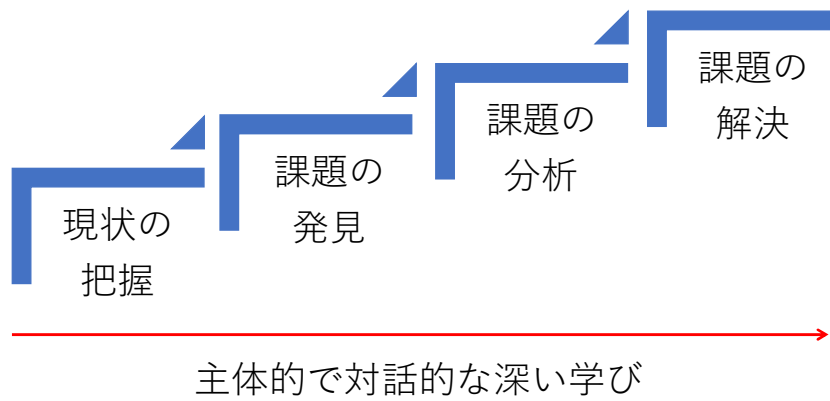 現状の
把握
課題の
発見
課題の
分析
課題の
解決
主体的で対話的な深い学び